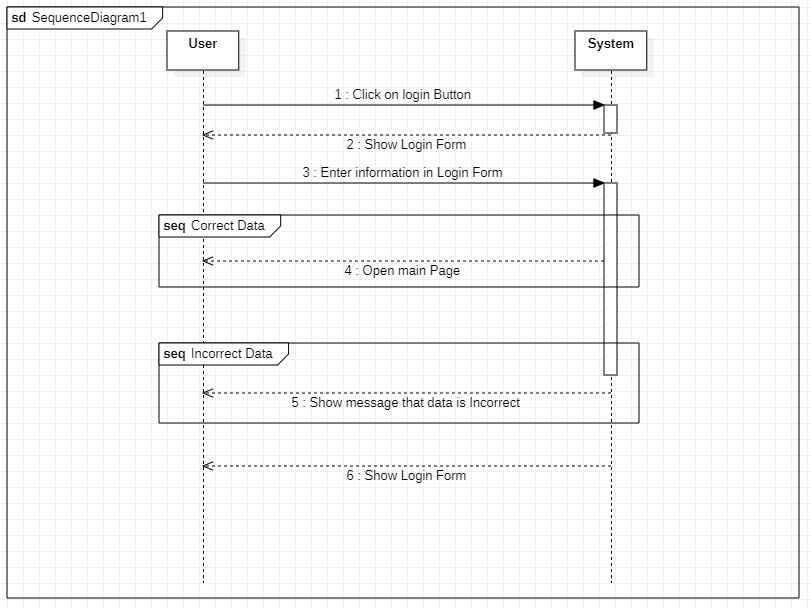 sd SequenceDiagram1
User
System
1 : Click on login Button
2 : Show Login Form
3 : Enter information in Login Form
seq Correct Data
4 : Open main Page
seq Incorrect Data
5 : Show message that data is Incorrect
6 : Show Login Form